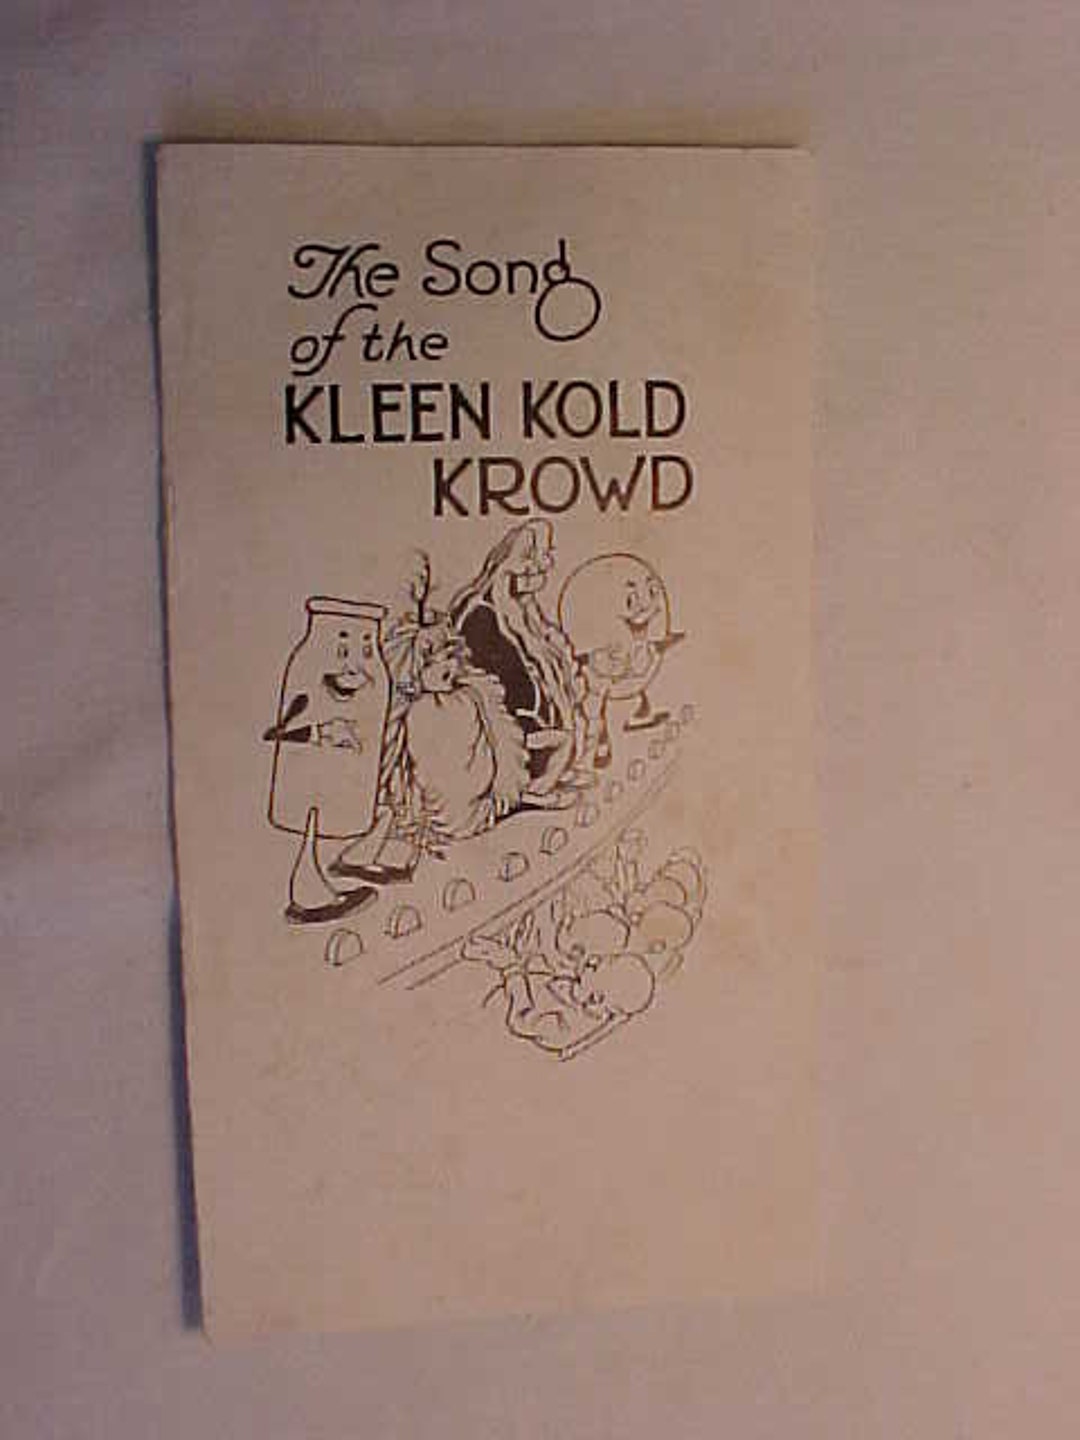 The Song
of the
KLEEN KOLD
KROWD